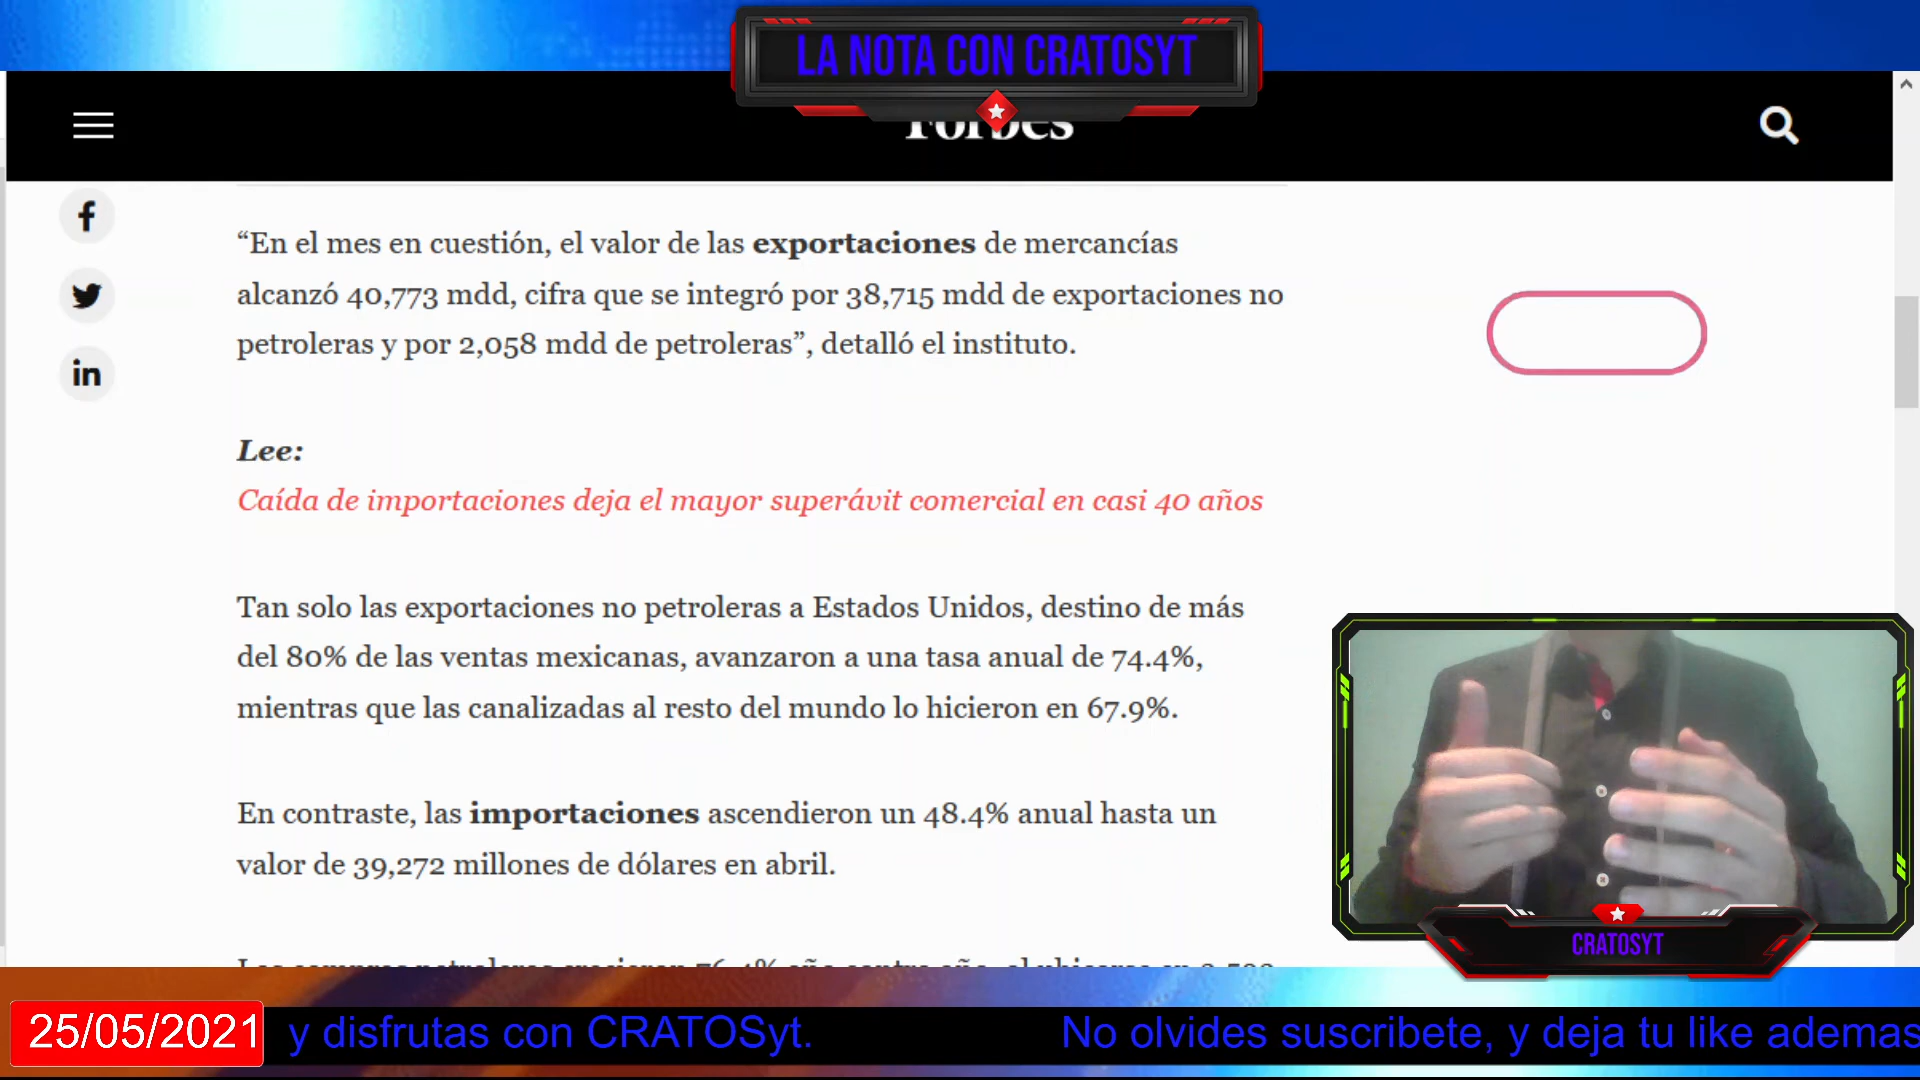 LA NOTA CON CRATOSYT
Forbes
“En el mes en cuestión, el valor de las exportaciones de mercancías
alcanzó 40,773 mdd, cifra que se integró por 38,715 mdd de exportaciones no
petroleras y por 2,058 mdd de petroleras”, detalló el instituto.
Lee:
Caída de importaciones deja el mayor superávit comercial en casi 40 años
Tan solo las exportaciones no petroleras a Estados Unidos, destino de más
del 80% de las ventas mexicanas, avanzaron a una tasa anual de 74.4%,
mientras que las canalizadas al resto del mundo lo hicieron en 67.9%.
En contraste, las importaciones ascendieron un 48.4% anual hasta un
valor de 39,272 millones de dólares en abril.
CRATOSYT
25/05/2021 y disfrutas con CRATOSyt. No olvides suscribete, y deja tu like ademas